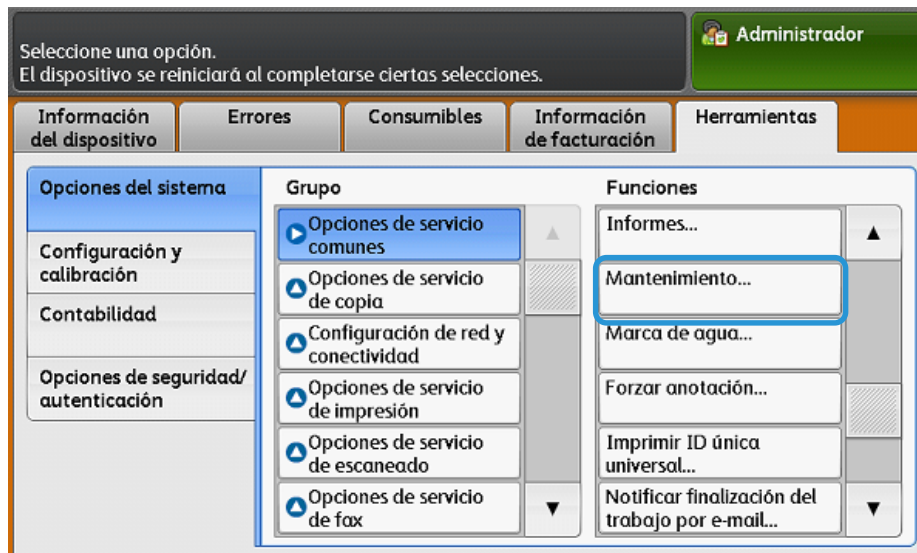 Seleccione una opción.
El dispositivo se reiniciará al completarse ciertas selecciones.
Administrador
Información
del dispositivo
Errores
Consumibles
Información
de facturación
Herramientas
Opciones del sistema
Configuración y
calibración
Contabilidad
Opciones de seguridad/
autenticación
Grupo
Opciones de servicio
comunes
Opciones de servicio
de copia
Configuración de red y
conectividad
Opciones de servicio
de impresión
Opciones de servicio
de escaneado
Opciones de servicio
de fax
Funciones
Informes...
Mantenimiento...
Marca de agua...
Forzar anotación...
Imprimir ID única
universal...
Notificar finalización del
trabajo por e-mail...